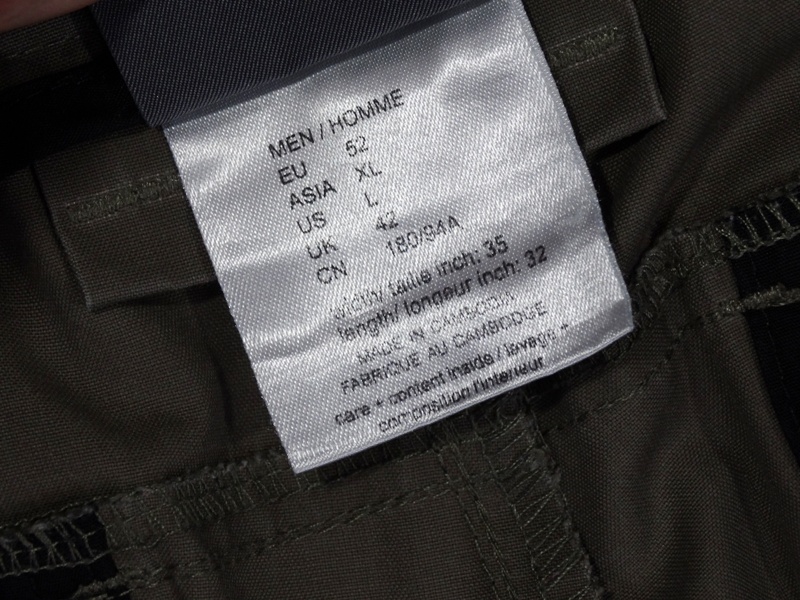 MEN / HOMME
EU 52
ASIA XL
US L
UK 42
CN 180/94A
width/ taille inch: 35
length/ longeur inch: 32
MADE IN CAMBODIA
FABRIQUE AU CAMBODGE
care + content inside / lavage +
composition l'interieur